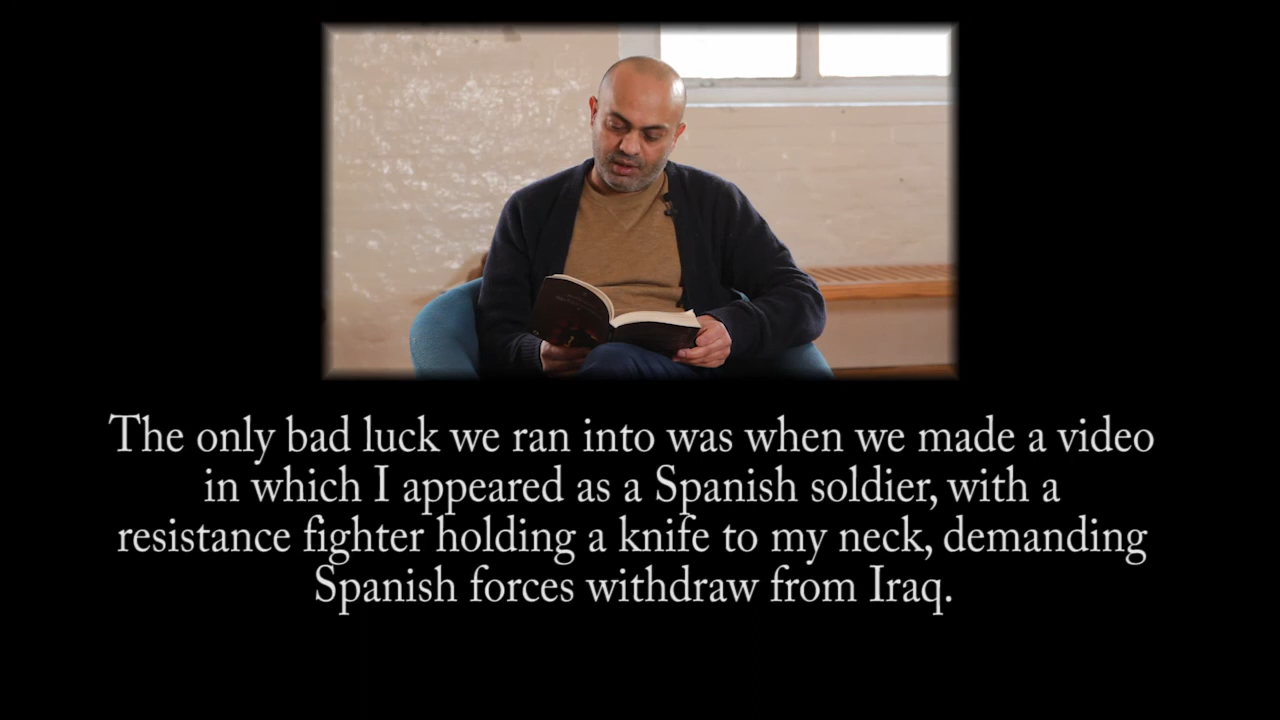 The only bad luck we ran into was when we made a video
in which I appeared as a Spanish soldier, with a
resistance fighter holding a knife to my neck, demanding
Spanish forces withdraw from Iraq.